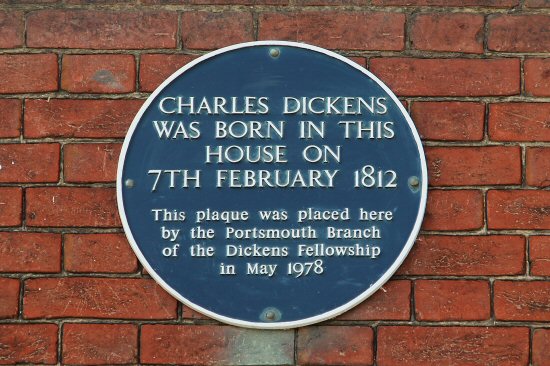 CHARLES DICKENS
WAS BORN IN THIS
HOUSE ON
7TH FEBRUARY 1812
This plaque was placed here
by the Portsmouth Branch
of the Dickens Fellowship
in May 1978